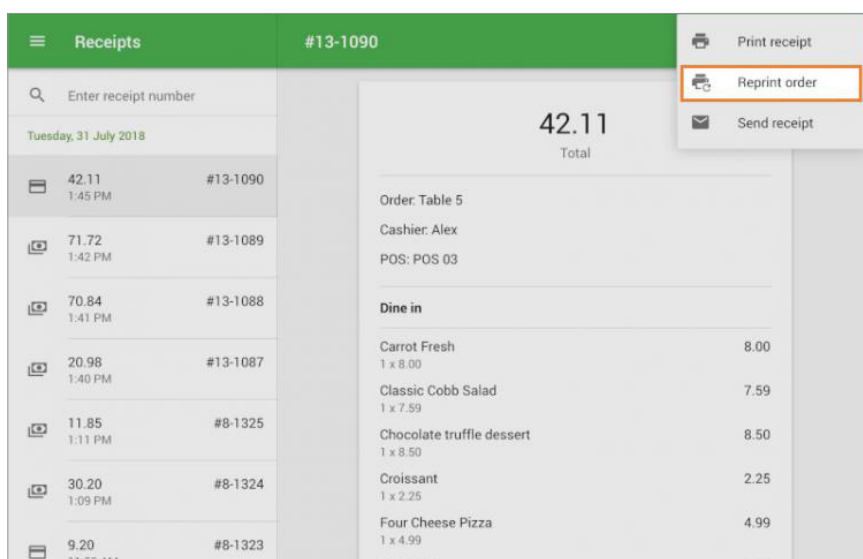 Receipts
#13-1090
Print receipt
Reprint order
Send receipt
Enter receipt number
Tuesday, 31 July 2018
42.11 #13-1090
1:45 PM
71.72 #13-1089
1:42 PM
70.84 #13-1088
1:41 PM
20.98 #13-1087
1:40 PM
11.85 #8-1325
1:11 PM
30.20 #8-1324
1:09 PM
9.20 #8-1323
42.11
Total
Order: Table 5
Cashier: Alex
POS: POS 03
Dine in
Carrot Fresh 8.00
1 x 8.00
Classic Cobb Salad 7.59
1 x 7.59
Chocolate truffle dessert 8.50
1 x 8.50
Croissant 2.25
1 x 2.25
Four Cheese Pizza 4.99
1 x 4.99